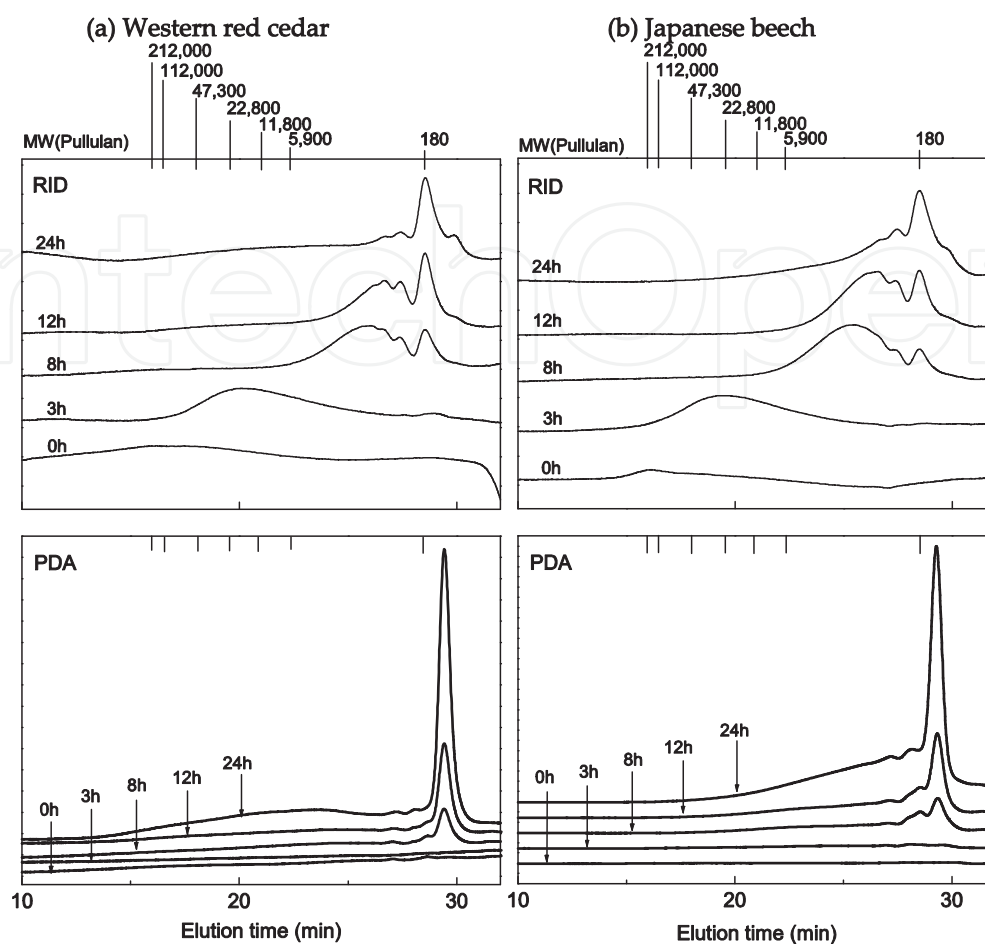 (a) Western red cedar
212,000
112,000
47,300
22,800
11,800
5,900
180
MW(Pullulan)
RID
24h
12h
8h
3h
0h
PDA
0h
3h
8h
12h
24h
10
20
30
Elution time (min)
(b) Japanese beech
212,000
112,000
47,300
22,800
11,800
5,900
180
MW(Pullulan)
RID
24h
12h
8h
3h
0h
PDA
0h
3h
8h
12h
24h
20
30
Elution time (min)